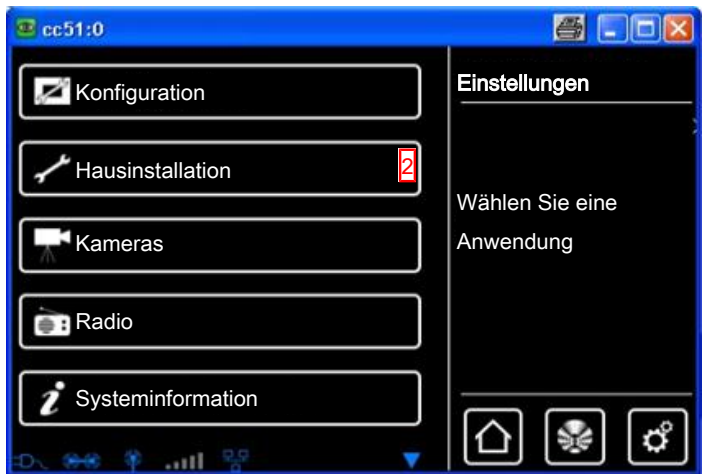 cc51:0
Konfiguration
Hausinstallation
2
Kameras
Radio
Systeminformation
Einstellungen
Wählen Sie eine
Anwendung